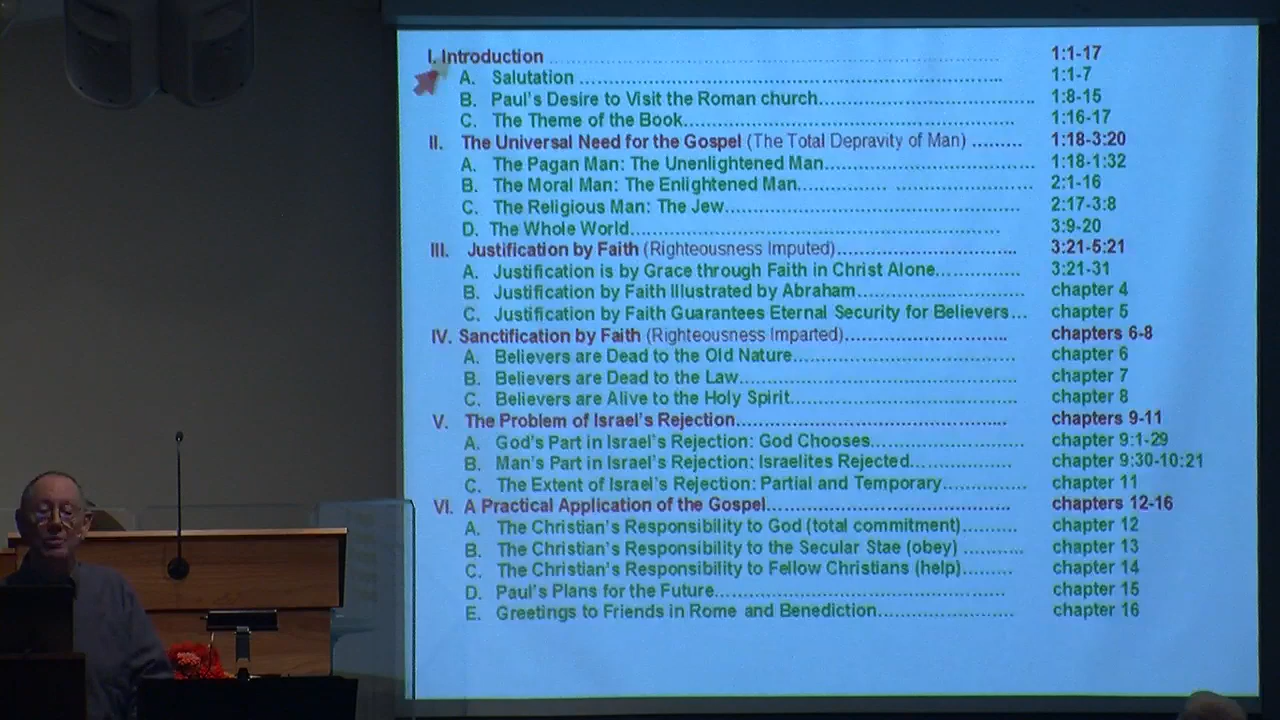 I. Introduction ........................................ 1:1-17
A. Salutation ........................................ 1:1-7
B. Paul's Desire to Visit the Roman church........................................ 1:8-15
C. The Theme of the Book........................................ 1:16-17
II. The Universal Need for the Gospel (The Total Depravity of Man) ......... 1:18-3:20
A. The Pagan Man: The Unenlightened Man........................................ 1:18-1:32
B. The Moral Man: The Enlightened Man................. ........................... 2:1-16
C. The Religious Man: The Jew........................................ 2:17-3:8
D. The Whole World........................................ 3:9-20
III. Justification by Faith (Righteousness Imputed)................................... 3:21-5:21
A. Justification is by Grace through Faith in Christ Alone................ 3:21-31
B. Justification by Faith Illustrated by Abraham................................. chapter 4
C. Justification by Faith Guarantees Eternal Security for Believers... chapter 5
IV. Sanctification by Faith (Righteousness Imparted)................................ chapters 6-8
A. Believers are Dead to the Old Nature........................................ chapter 6
B. Believers are Dead to the Law........................................ chapter 7
C. Believers are Alive to the Holy Spirit........................................ chapter 8
V. The Problem of Israel's Rejection........................................ chapters 9-11
A. God's Part in Israel's Rejection: God Chooses.............................. chapter 9:1-29
B. Man's Part in Israel's Rejection: Israelites Rejected.................... chapter 9:30-10:21
C. The Extent of Israel's Rejection: Partial and Temporary................ chapter 11
VI. A Practical Application of the Gospel........................................ chapters 12-16
A. The Christian's Responsibility to God (total commitment).......... chapter 12
B. The Christian's Responsibility to the Secular Stae (obey) ........... chapter 13
C. The Christian's Responsibility to Fellow Christians (help)......... chapter 14
D. Paul's Plans for the Future........................................ chapter 15
E. Greetings to Friends in Rome and Benediction.......................... chapter 16